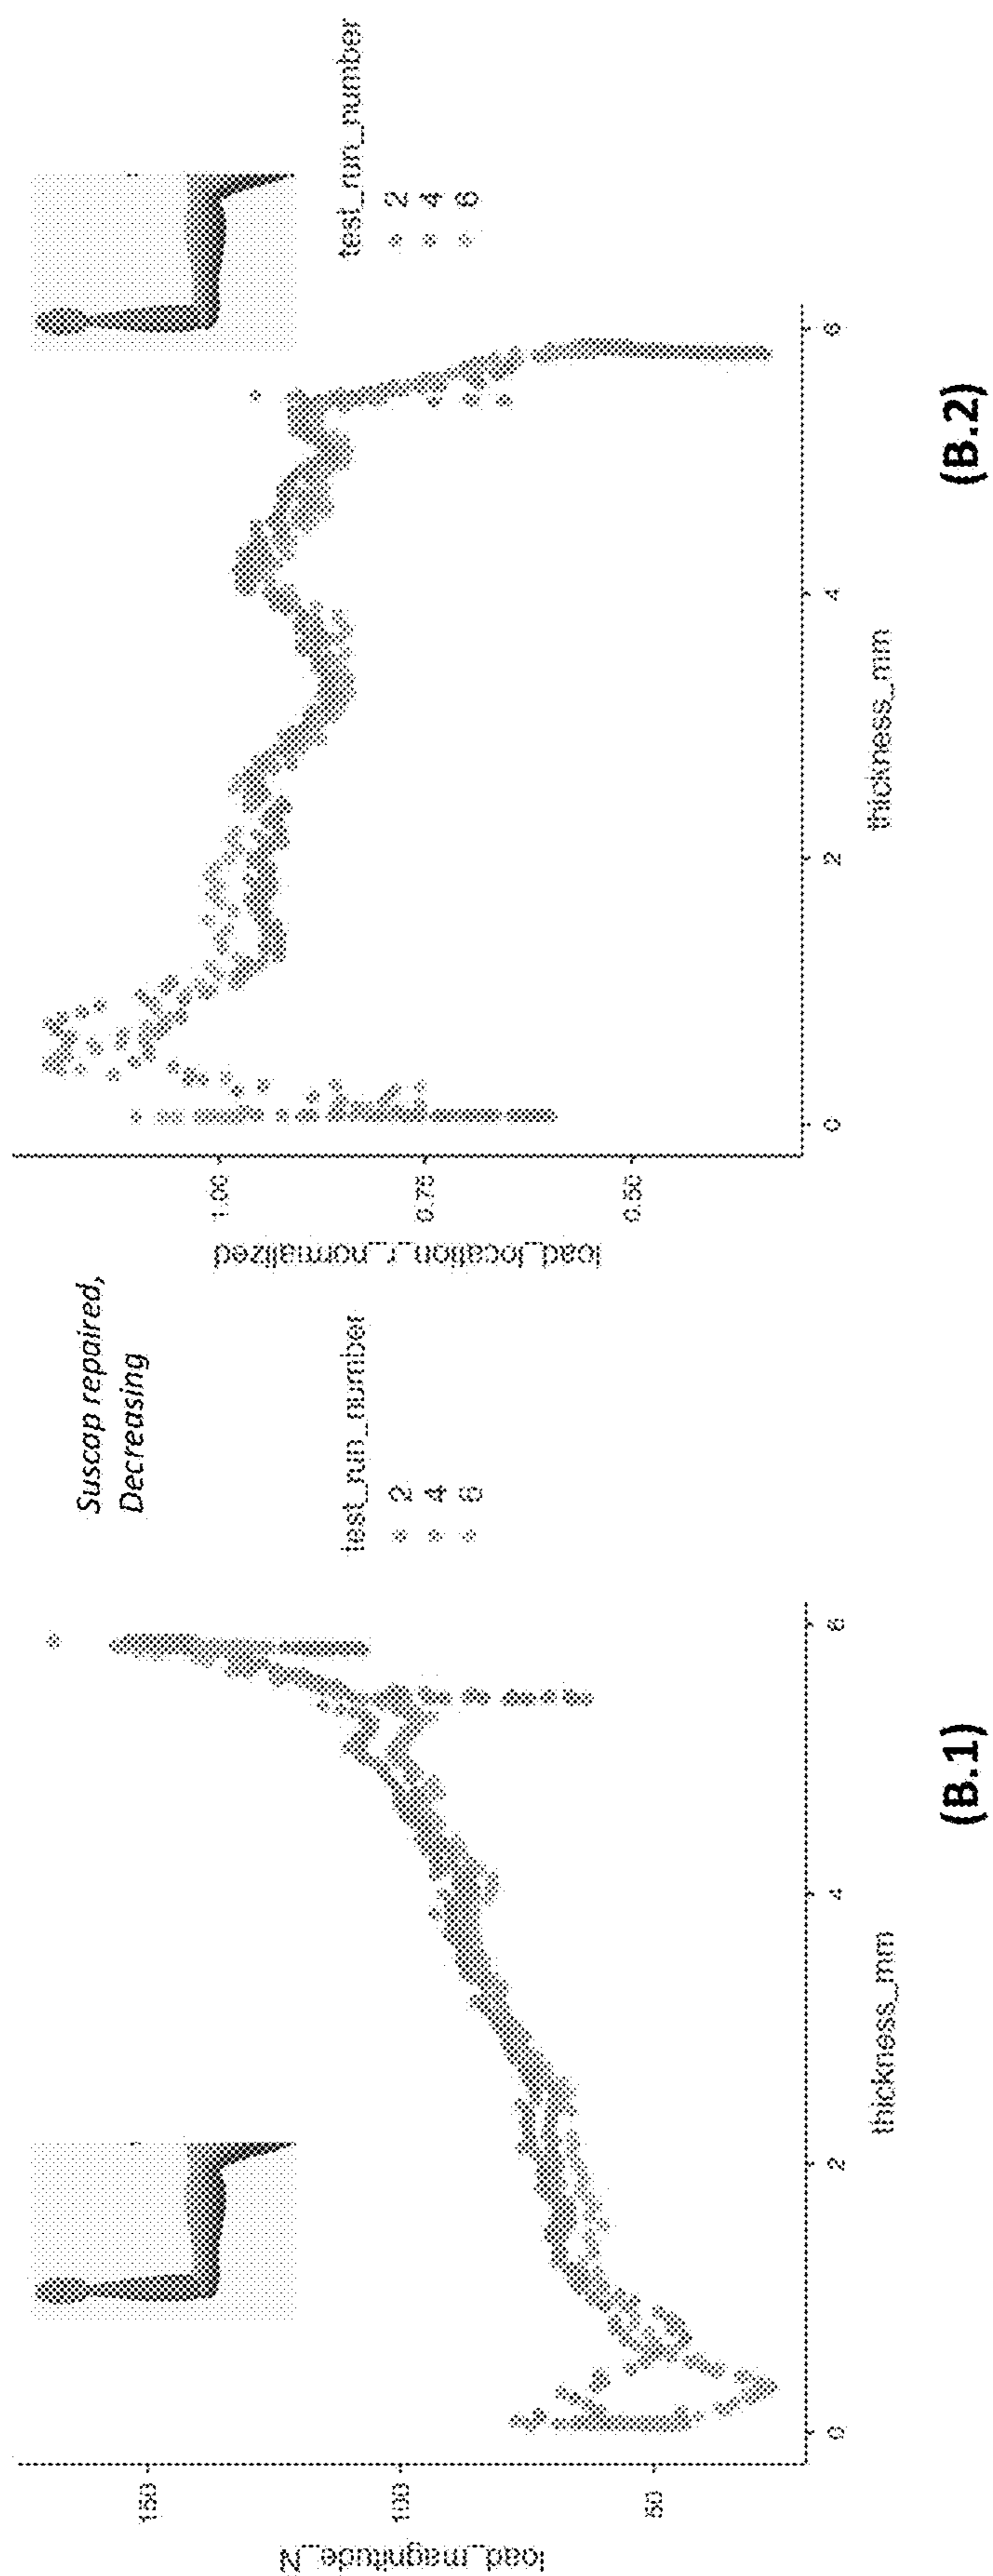 Suscap repaired,
Decreasing
load_magnitude_N
150
100
50
0
2
4
6
thickness_mm
test_run_number
2
4
6
(B.1)
load_location_r_normalized
1.00
0.75
0.50
0
2
4
6
thickness_mm
test_run_number
2
4
6
(B.2)